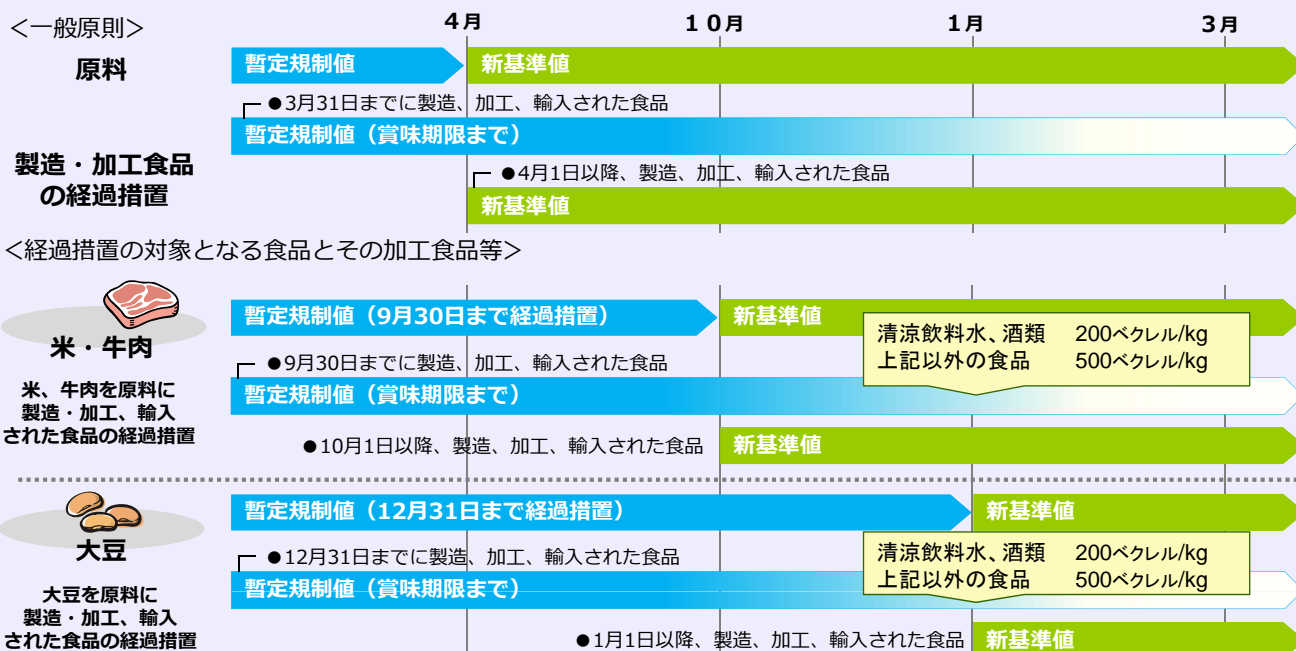 ＜一般原則＞
4月
１０月
1月
3月
原料
暫定規制値
新基準値
●3月31日までに製造、加工、輸入された食品
暫定規制値（賞味期限まで）
製造・加工食品
の経過措置
●4月1日以降、製造、加工、輸入された食品
新基準値
＜経過措置の対象となる食品とその加工食品等＞
米・牛肉
暫定規制値（9月30日まで経過措置）
新基準値
清涼飲料水、酒類 200ベクレル/kg
上記以外の食品 500ベクレル/kg
米、牛肉を原料に
製造・加工、輸入
された食品の経過措置
●9月30日までに製造、加工、輸入された食品
暫定規制値（賞味期限まで）
●10月1日以降、製造、加工、輸入された食品
新基準値
大豆
暫定規制値（12月31日まで経過措置）
新基準値
清涼飲料水、酒類 200ベクレル/kg
上記以外の食品 500ベクレル/kg
大豆を原料に
製造・加工、輸入
された食品の経過措置
●12月31日までに製造、加工、輸入された食品
暫定規制値（賞味期限まで）
●1月1日以降、製造、加工、輸入された食品
新基準値